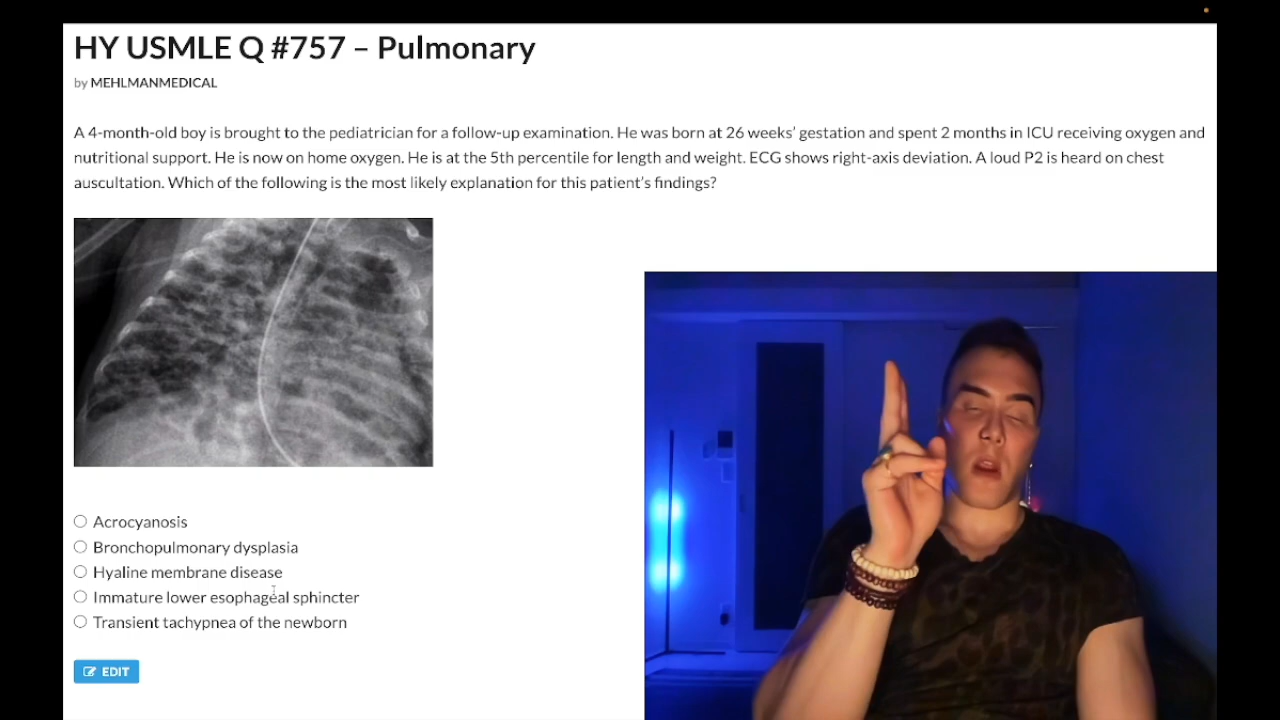 HY USMLE Q #757 – Pulmonary
by MEHLMANMEDICAL
A 4-month-old boy is brought to the pediatrician for a follow-up examination. He was born at 26 weeks’ gestation and spent 2 months in ICU receiving oxygen and
nutritional support. He is now on home oxygen. He is at the 5th percentile for length and weight. ECG shows right-axis deviation. A loud P2 is heard on chest
auscultation. Which of the following is the most likely explanation for this patient’s findings?
Acrocyanosis
Bronchopulmonary dysplasia
Hyaline membrane disease
Immature lower esophageal sphincter
Transient tachypnea of the newborn
EDIT